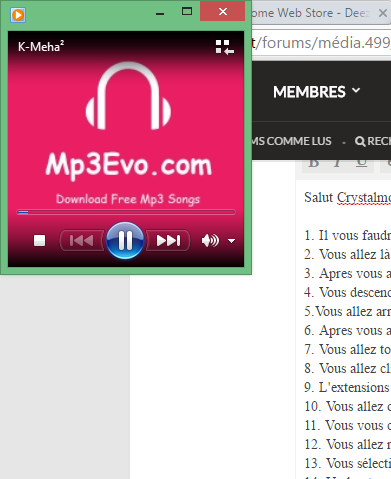 K-Meha²
Mp3Evo.com
Download Free Mp3 Songs
ome Web Store - Deez
t/forums/média.499
MEMBRES
MS COMME LUS
RECH
B I U
Salut Crystalmo
1. Il vous faudr
2. Vous allez là
3. Apres vous a
4. Vous descend
5.Vous allez arr
6. Apres vous a
7. Vous allez to
8. Vous allez cl
9. L'extensions
10. Vous allez c
11. Vous vous c
12. Vous allez r
13. Vous sélecti